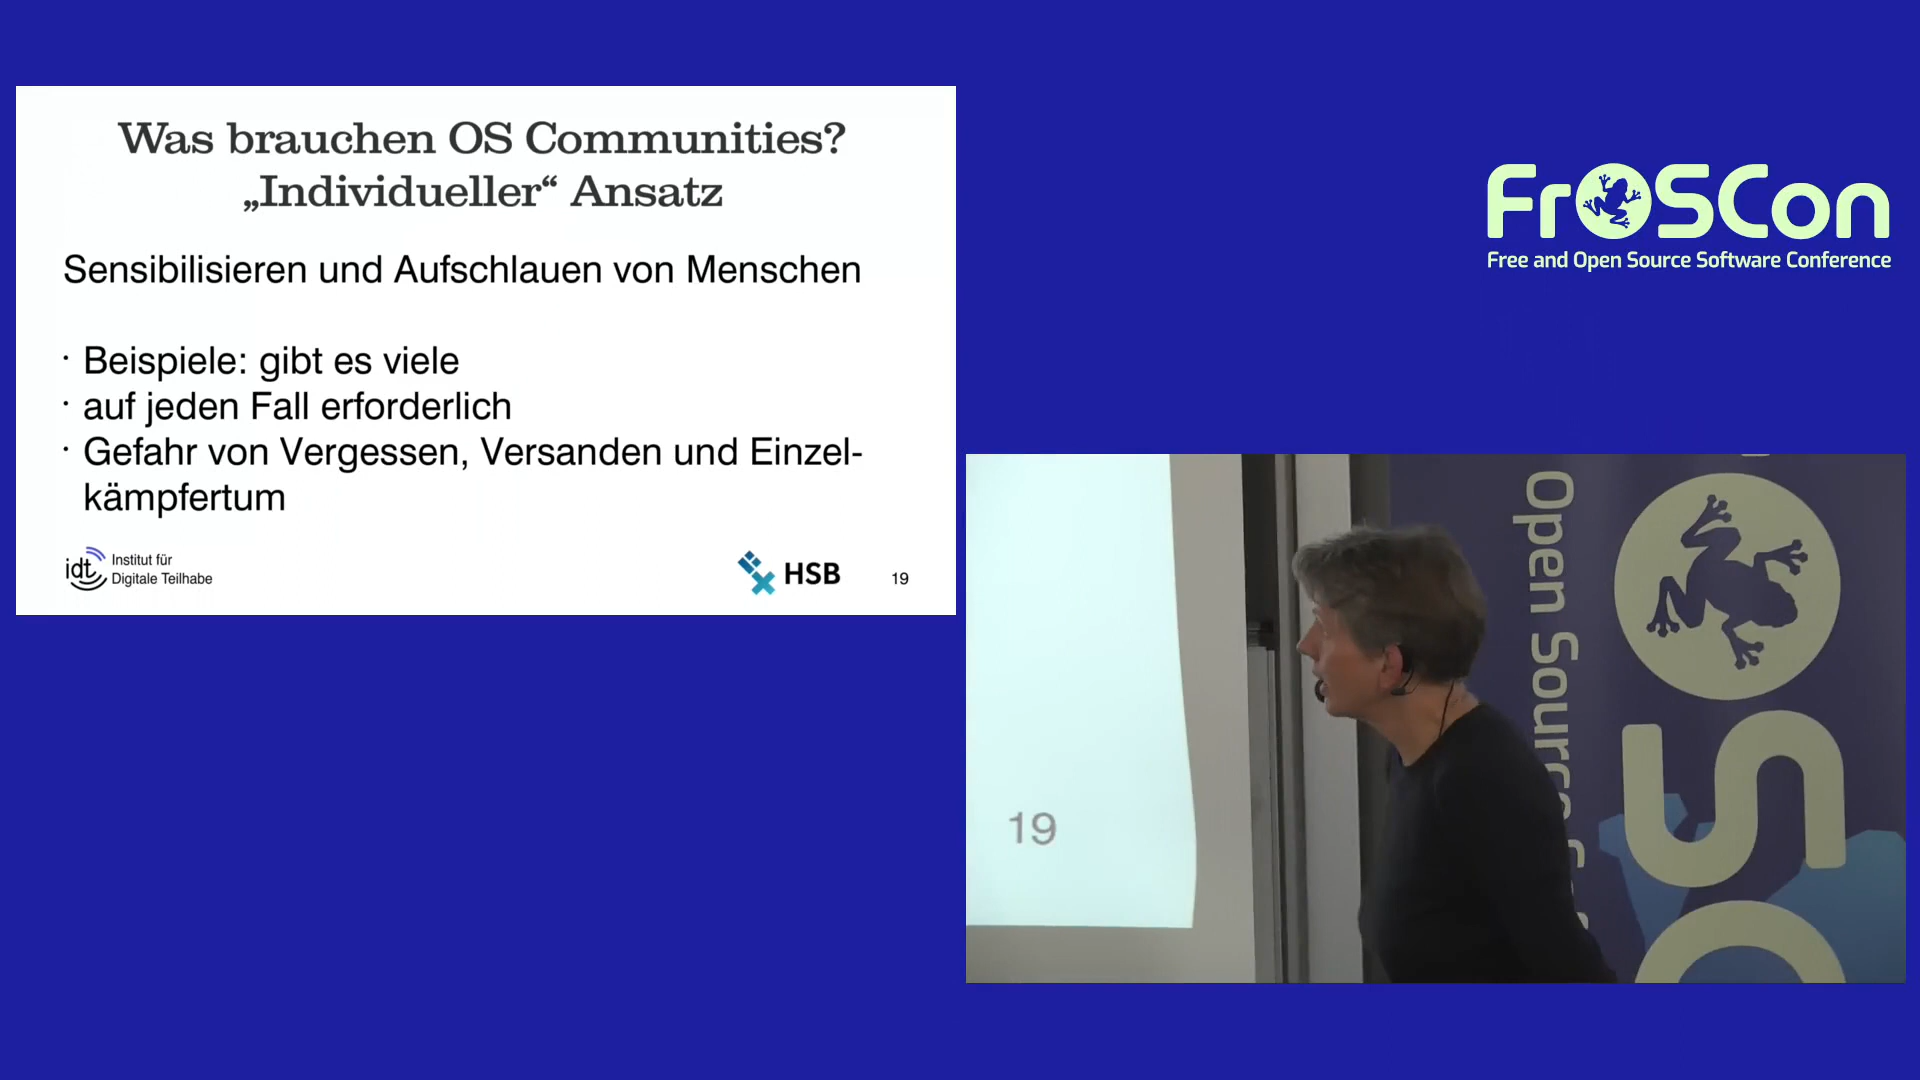 Was brauchen OS Communities?
„Individueller“ Ansatz
Sensibilisieren und Aufschlauen von Menschen
· Beispiele: gibt es viele
· auf jeden Fall erforderlich
· Gefahr von Vergessen, Versanden und Einzel-
kämpfertum
idt Institut für
Digitale Teilhabe
HSB
19
FrOSCon
Free and Open Source Software Conference
19
Open Source